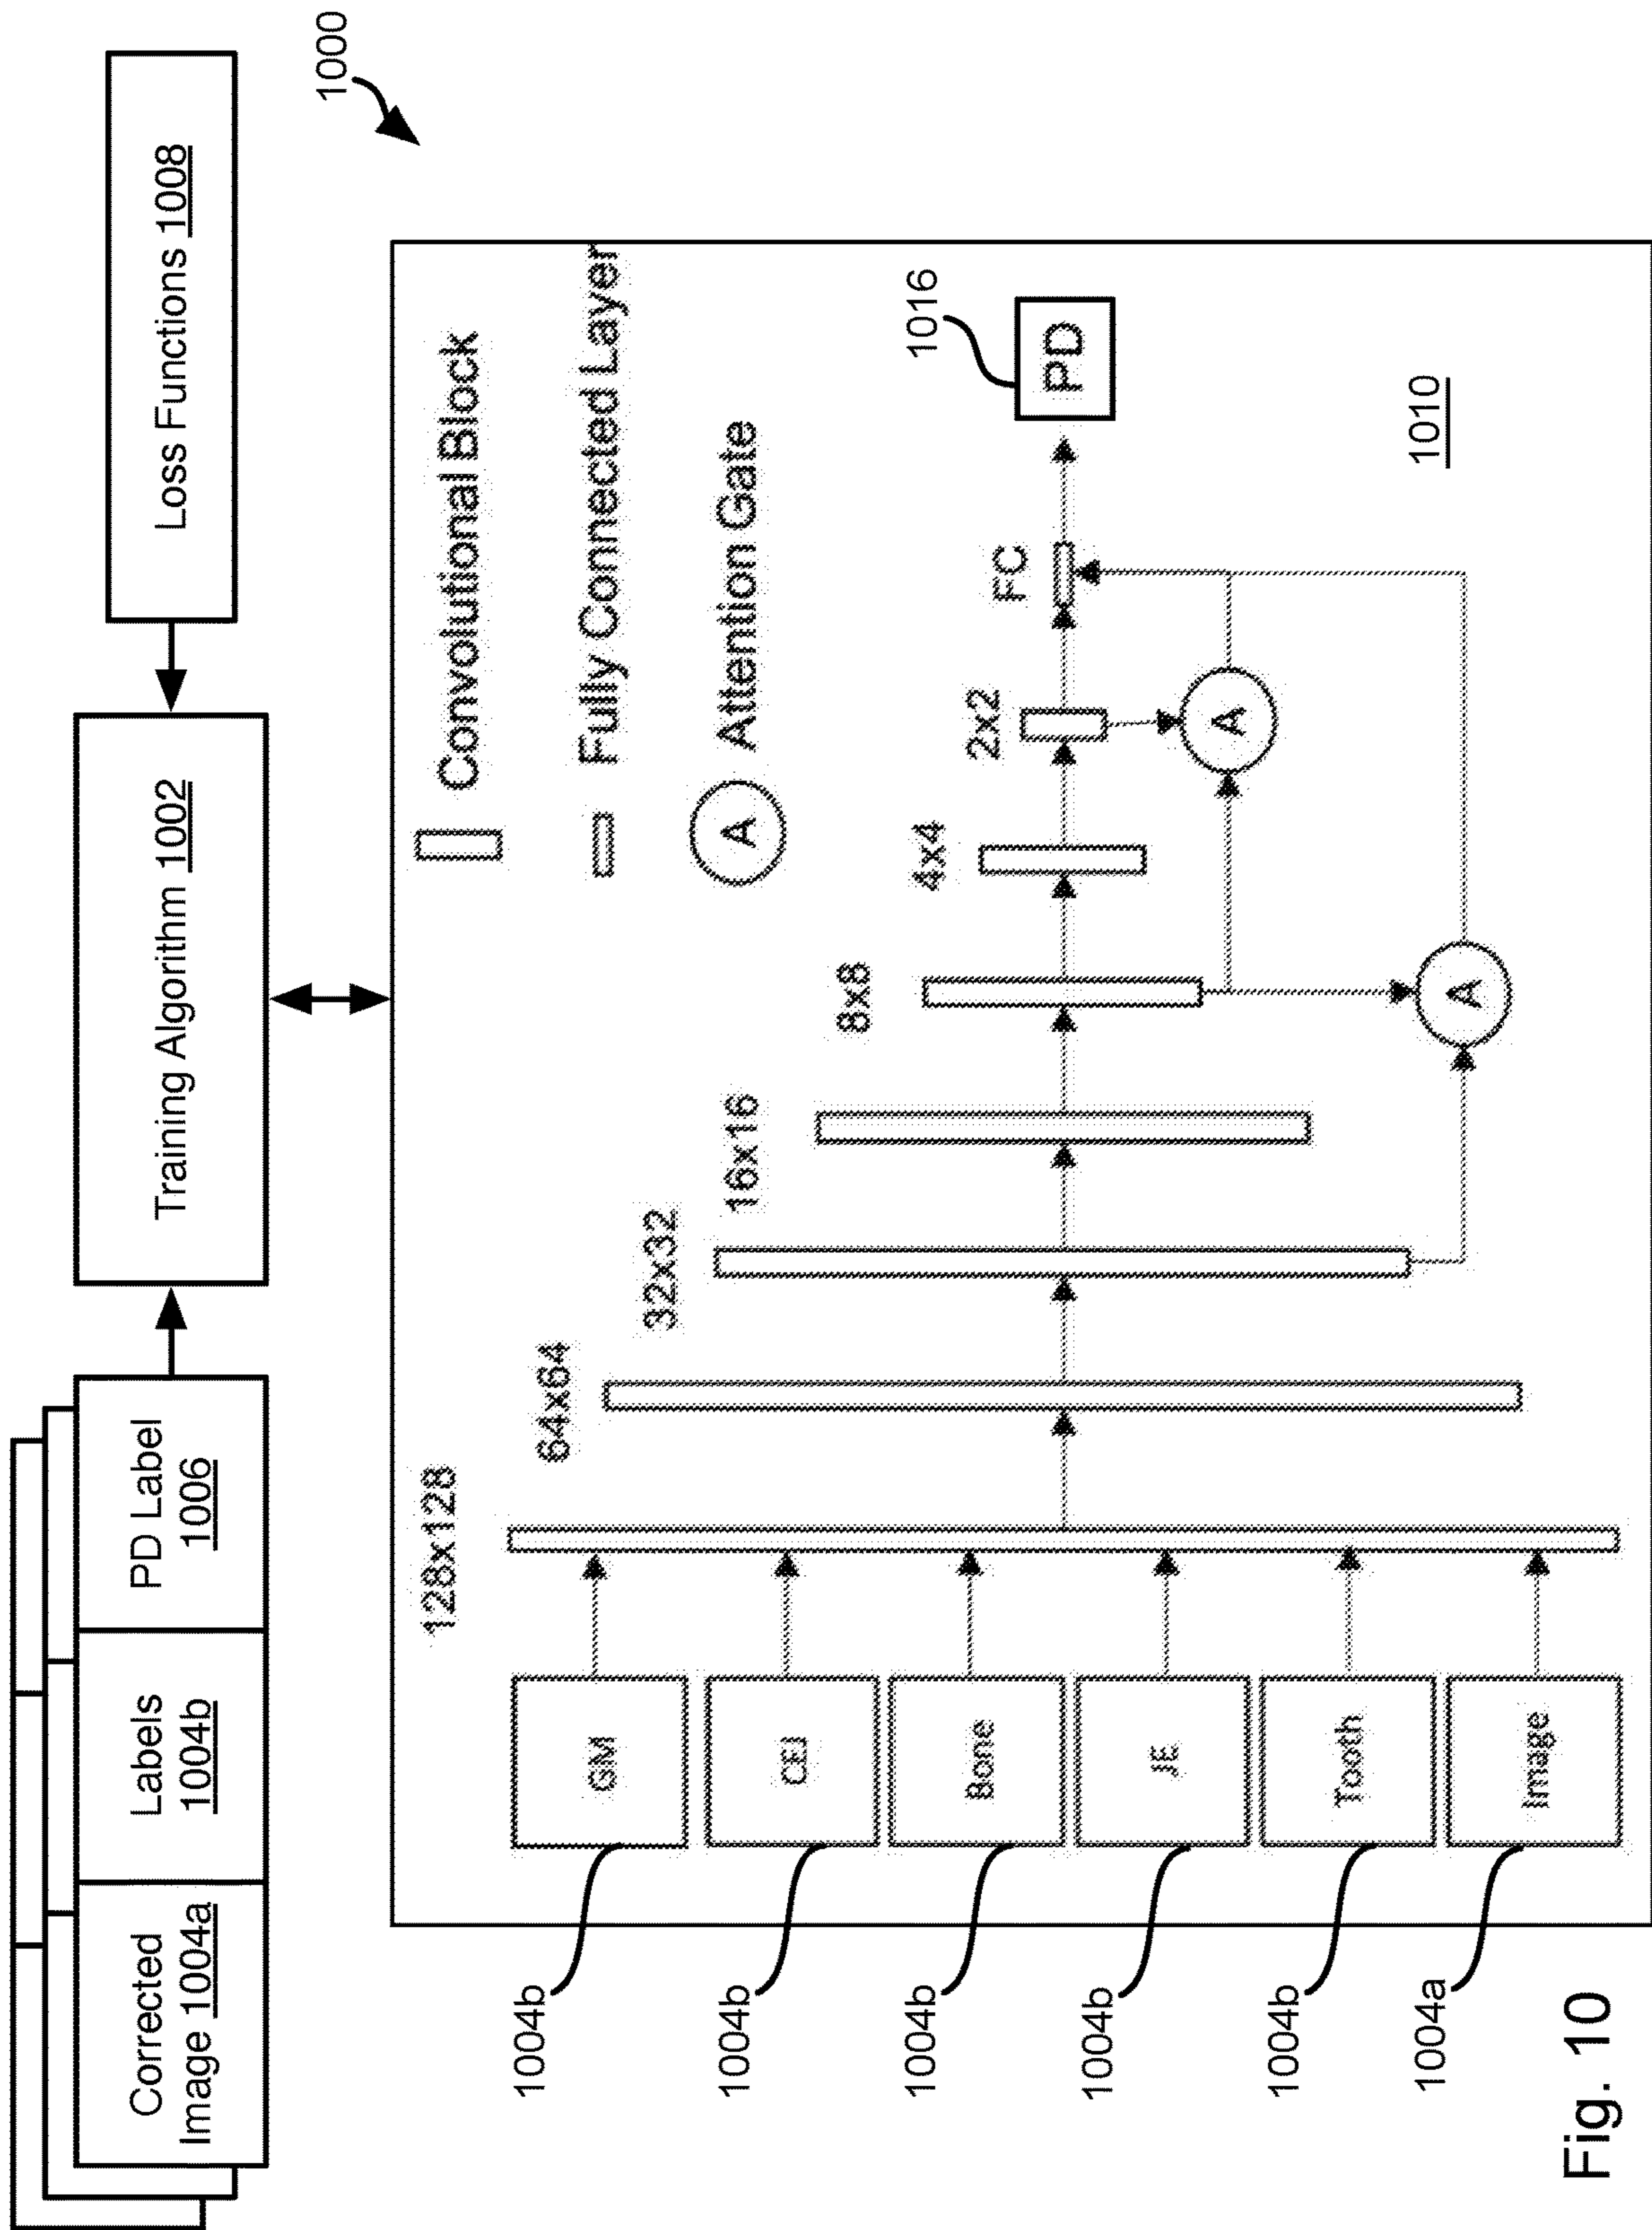 Corrected
Image 1004a
Labels
1004b
PD Label
1006
Training Algorithm 1002
Loss Functions 1008
1000
Convolutional Block
Fully Connected Layer
A
Attention Gate
128x128
64x64
32x32
16x16
8x8
4x4
2x2
FC
1016
PD
1004b
GM
1004b
CEJ
1004b
Bone
1004b
JE
1004b
Tooth
1004a
Image
A
A
1010
Fig. 10